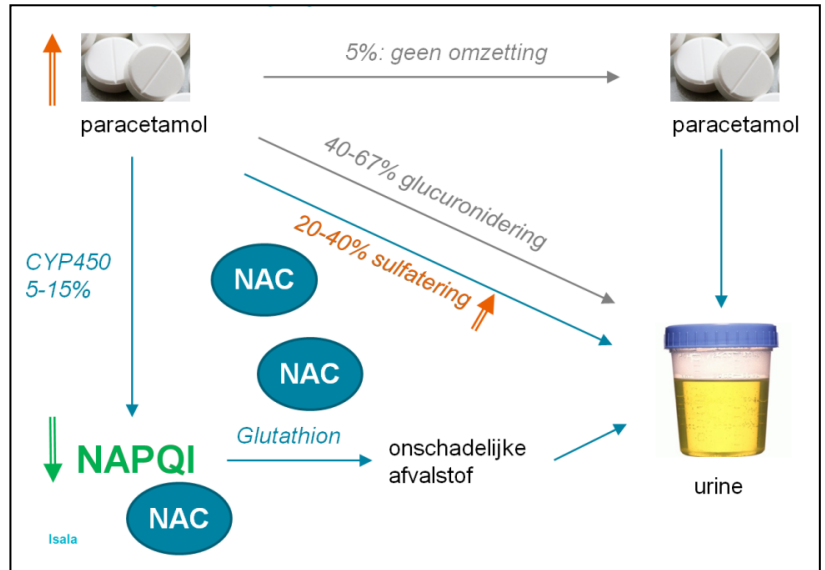 5%: geen omzetting
paracetamol
paracetamol
40-67% glucuronidering
20-40% sulfatering
CYP450
5-15%
NAC
NAC
NAPQI
Glutathion
onschadelijke
afvalstof
urine
NAC
Isala